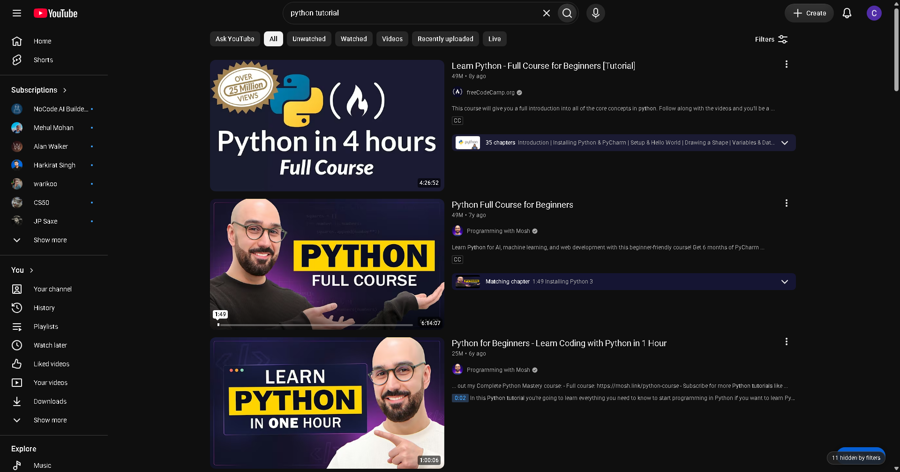 YouTube
python tutorial
Create
C
Home
Shorts
Subscriptions
NoCode AI Builde...
Mehul Mohan
Alan Walker
Harkirat Singh
warikoo
CS50
JP Saxe
Show more
You
Your channel
History
Playlists
Watch later
Liked videos
Your videos
Downloads
Show more
Explore
Music
Ask YouTube
All
Unwatched
Watched
Videos
Recently uploaded
Live
Filters
OVER
25 Million
VIEWS
Python in 4 hours
Full Course
4:26:52
Learn Python - Full Course for Beginners [Tutorial]
freeCodeCamp.org
This course will give you a full introduction into all of the core concepts in python. Follow along with the videos and you'll be a ...
CC
35 chapters Introduction | Installing Python & PyCharm | Setup & Hello World | Drawing a Shape | Variables & Dat...
PYTHON
FULL COURSE
1:49
6:14:07
Python Full Course for Beginners
49M • 7y ago
Programming with Mosh
Learn Python for AI, machine learning, and web development with this beginner-friendly course! Get 6 months of PyCharm ...
CC
Matching chapter 1:49 Installing Python 3
LEARN
PYTHON
IN ONE HOUR
1:00:06
Python for Beginners - Learn Coding with Python in 1 Hour
25M • 6y ago
Programming with Mosh
... out my Complete Python Mastery course: - Full course: https://mosh.link/python-course - Subscribe for more Python tutorials like ...
0:02 In this Python tutorial you're going to learn everything you need to know to start programming in Python if you want to learn Py...
11 hidden by filters